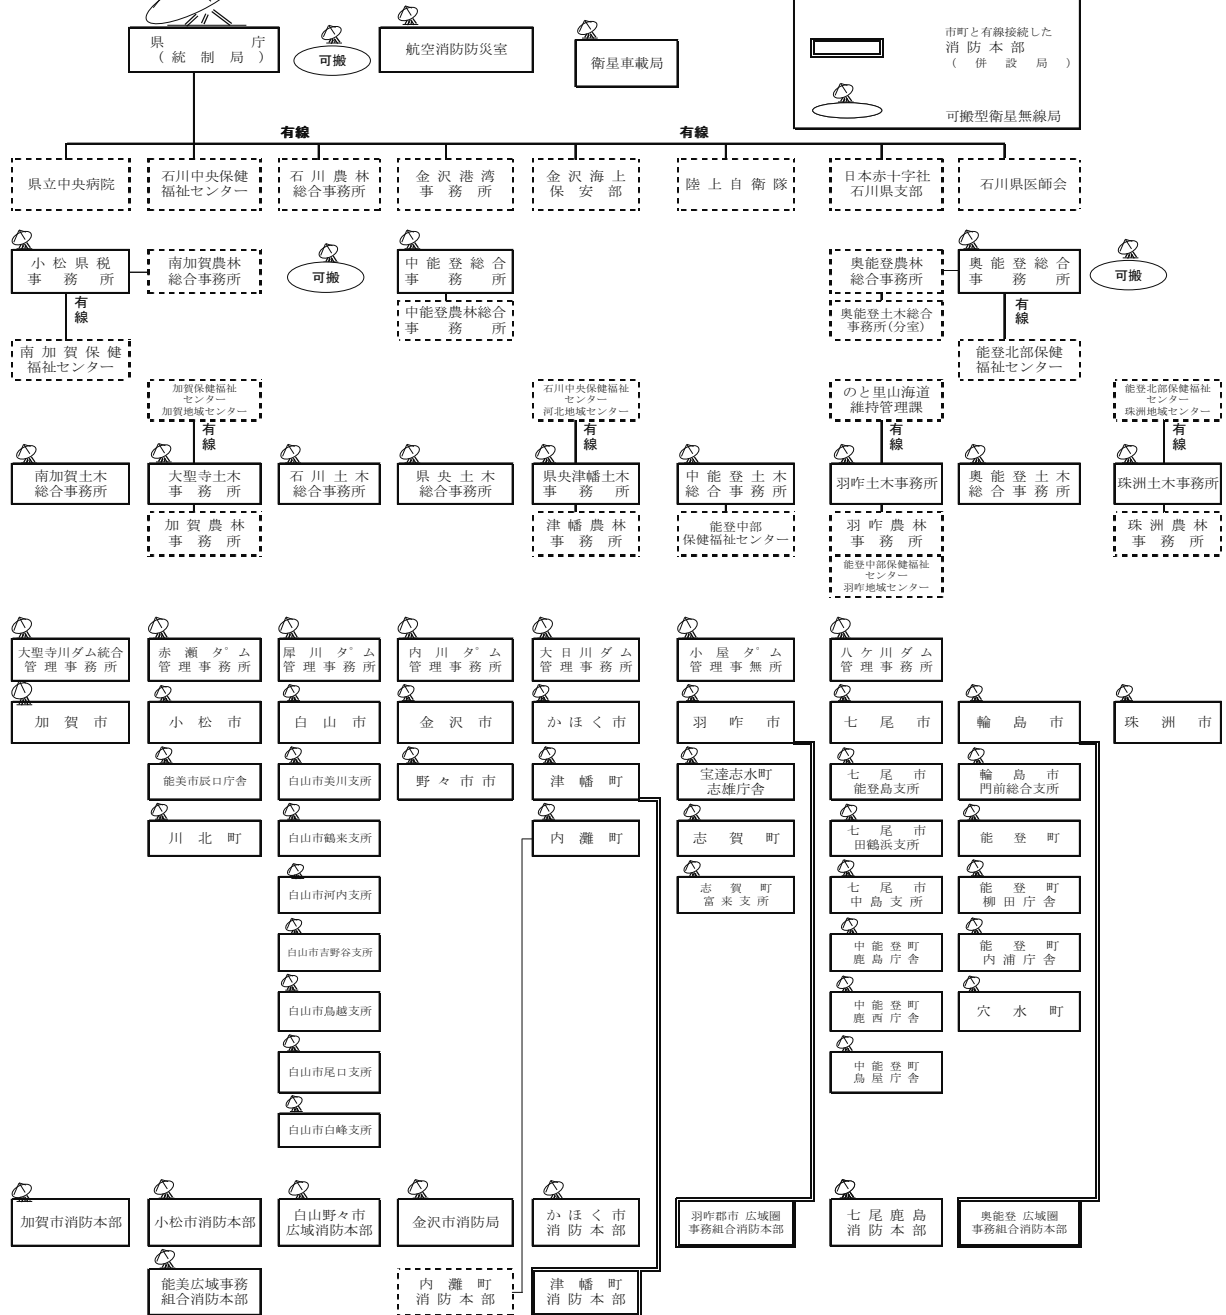 県庁
(統制局)
可搬
航空消防防災室
衛星車載局
市町と有線接続した
消防本部
(併設局)
可搬型衛星無線局
有線
有線
県立中央病院
石川中央保健
福祉センター
石川農林
総合事務所
金沢港湾
事務所
金沢海上
保安部
陸上自衛隊
日本赤十字社
石川県支部
石川県医師会
小松県税
事務所
南加賀農林
総合事務所
可搬
中能登総合
事務所
奥能登農林
総合事務所
奥能登総合
事務所
可搬
有
線
中能登農林総合
事務所
奥能登土木総合
事務所(分室)
有
線
南加賀保健
福祉センター
能登北部保健
福祉センター
加賀保健福祉
センター
加賀地域センター
石川中央保健福祉
センター
河北地域センター
のと里山海道
維持管理課
能登北部保健福祉
センター
珠洲地域センター
有
線
有
線
有
線
有
線
南加賀土木
総合事務所
大聖寺土木
事務所
石川土木
総合事務所
県央土木
総合事務所
県央津幡土木
事務所
中能登土木
総合事務所
羽咋土木事務所
奥能登土木
総合事務所
珠洲土木事務所
加賀農林
事務所
津幡農林
事務所
能登中部
保健福祉センター
羽咋農林
事務所
珠洲農林
事務所
能登中部保健福祉
センター
羽咋地域センター
大聖寺川ダム統合
管理事務所
赤瀬ダム
管理事務所
犀川ダム
管理事務所
内川ダム
管理事務所
大日川ダム
管理事務所
小屋ダム
管理事無所
八ケ川ダム
管理事務所
加賀市
小松市
白山市
金沢市
かほく市
羽咋市
七尾市
輪島市
珠洲市
能美市辰口庁舎
白山市美川支所
野々市市
津幡町
宝達志水町
志雄庁舎
七尾市
能登島支所
輪島市
門前総合支所
川北町
白山市鶴来支所
内灘町
志賀町
七尾市
田鶴浜支所
能登町
白山市河内支所
志賀町
富来支所
七尾市
中島支所
能登町
柳田庁舎
白山市吉野谷支所
中能登町
鹿島庁舎
能登町
内浦庁舎
白山市鳥越支所
中能登町
鹿西庁舎
穴水町
白山市尾口支所
中能登町
鳥屋庁舎
白山市白峰支所
加賀市消防本部
小松市消防本部
白山野々市
広域消防本部
金沢市消防局
かほく市
消防本部
羽咋郡市 広域圏
事務組合消防本部
七尾鹿島
消防本部
奥能登 広域圏
事務組合消防本部
能美広域事務
組合消防本部
内灘町
消防本部
津幡町
消防本部